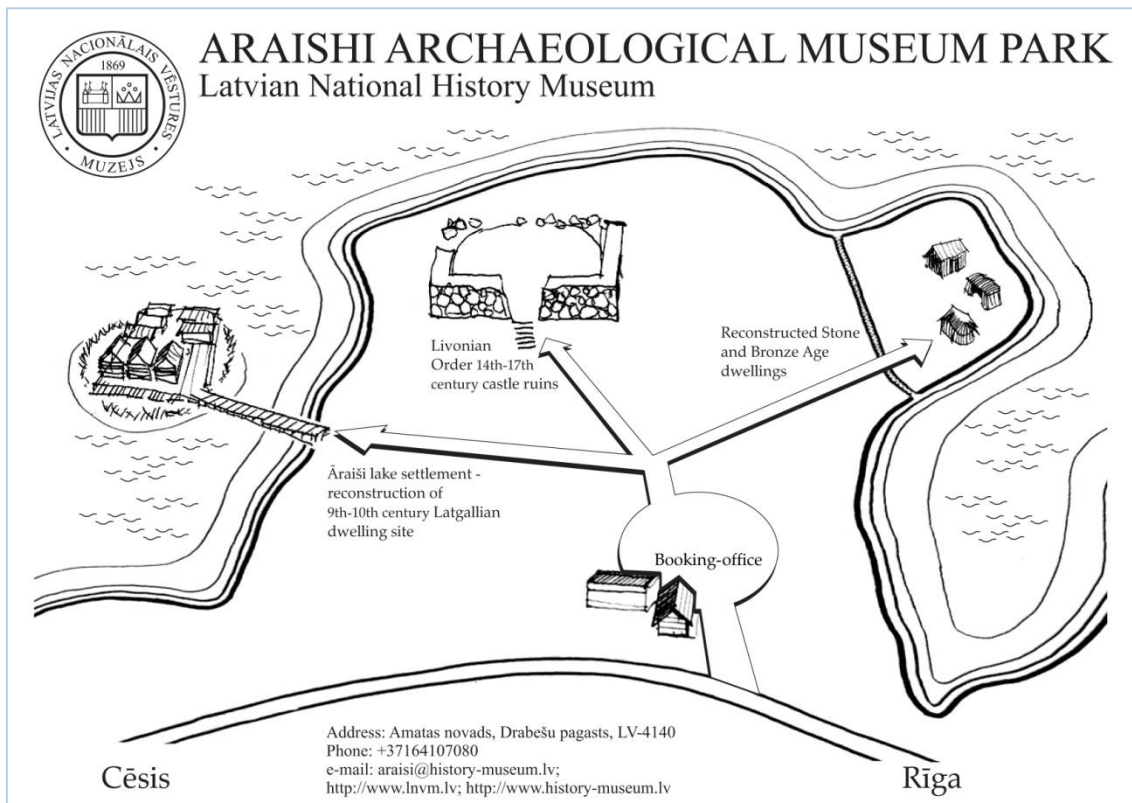 ARAISHI ARCHAEOLOGICAL MUSEUM PARK
Latvian National History Museum
LATVIJAS NACIONĀLAIS VĒSTURES
MUZEJS
1869
Livonian
Order 14th-17th
century castle ruins
Reconstructed Stone
and Bronze Age
dwellings
Āraiši lake settlement -
reconstruction of
9th-10th century Latgallian
dwelling site
Booking-office
Address: Amatas novads, Drabešu pagasts, LV-4140
Phone: +37164107080
e-mail: araisi@history-museum.lv;
http://www.lnvm.lv; http://www.history-museum.lv
Cēsis
Rīga